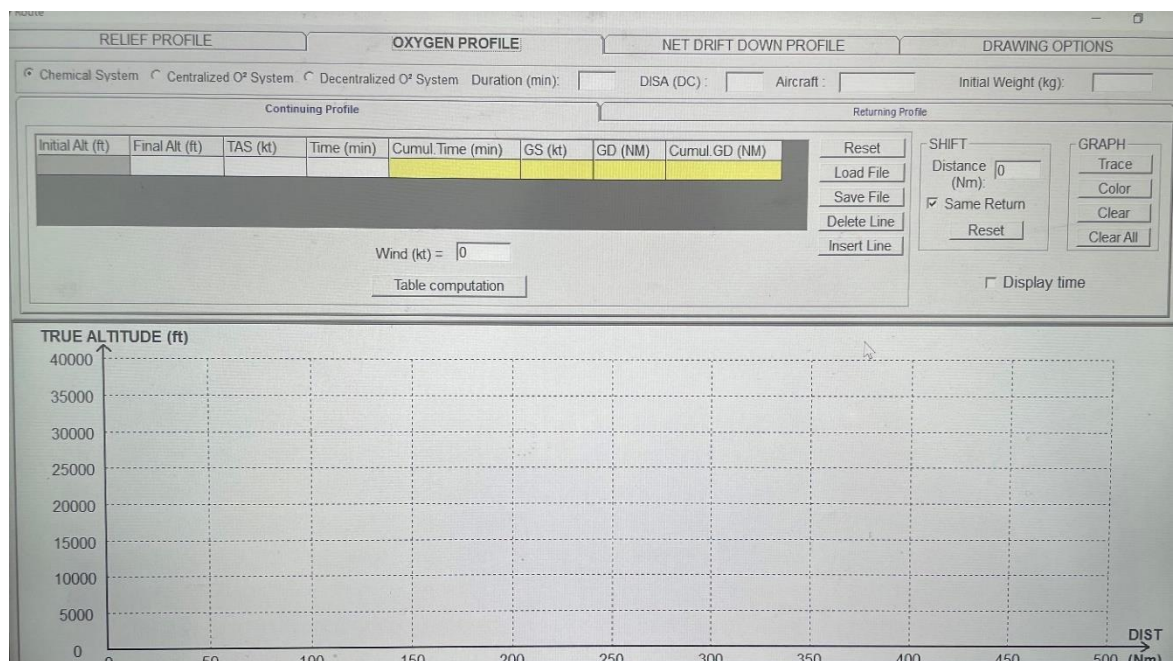 Route
RELIEF PROFILE OXYGEN PROFILE NET DRIFT DOWN PROFILE DRAWING OPTIONS
Chemical System Centralized O² System Decentralized O² System Duration (min): DISA (DC) : Aircraft : Initial Weight (kg):
Continuing Profile Returning Profile
Initial Alt (ft) Final Alt (ft) TAS (kt) Time (min) Cumul.Time (min) GS (kt) GD (NM) Cumul.GD (NM)
Reset
Load File
Save File
Delete Line
Insert Line
SHIFT
Distance (Nm): 0
Same Return
Reset
GRAPH
Trace
Color
Clear
Clear All
Wind (kt) = 0
Table computation
Display time
TRUE ALTITUDE (ft)
40000
35000
30000
25000
20000
15000
10000
5000
0
DIST
0 50 100 150 200 250 300 350 400 450 500 (Nm)